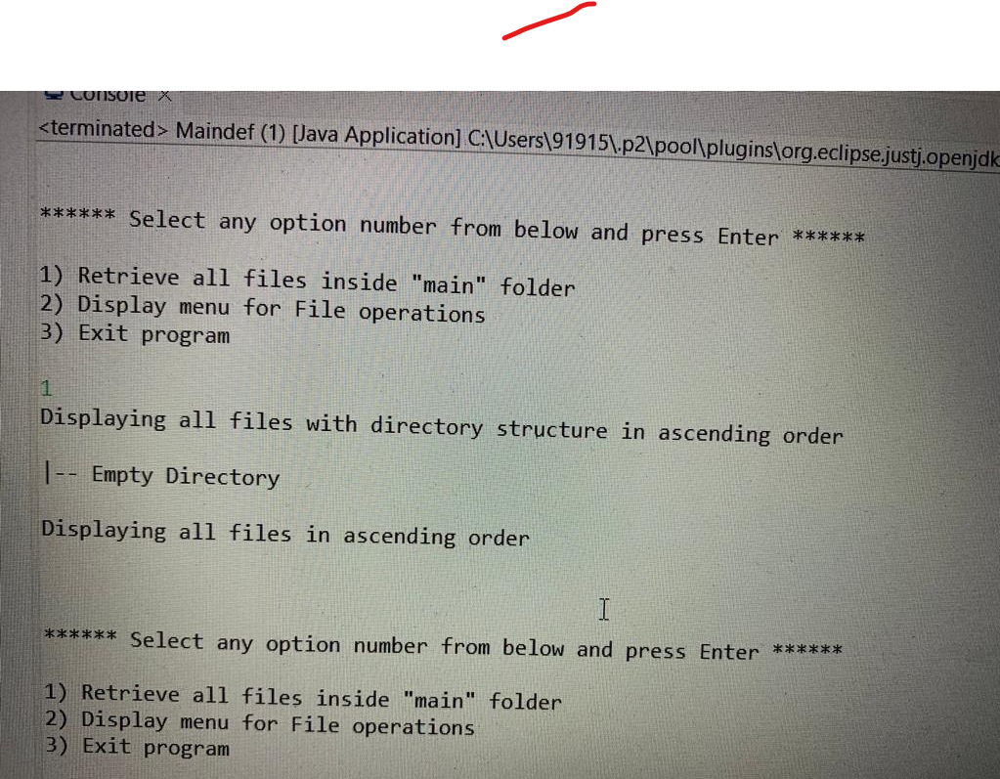 Console
<terminated> Maindef (1) [Java Application] C:\Users\91915\.p2\pool\plugins\org.eclipse.justj.openjdk
****** Select any option number from below and press Enter ******
1) Retrieve all files inside "main" folder
2) Display menu for File operations
3) Exit program
1
Displaying all files with directory structure in ascending order
|-- Empty Directory
Displaying all files in ascending order
****** Select any option number from below and press Enter ******
1) Retrieve all files inside "main" folder
2) Display menu for File operations
3) Exit program